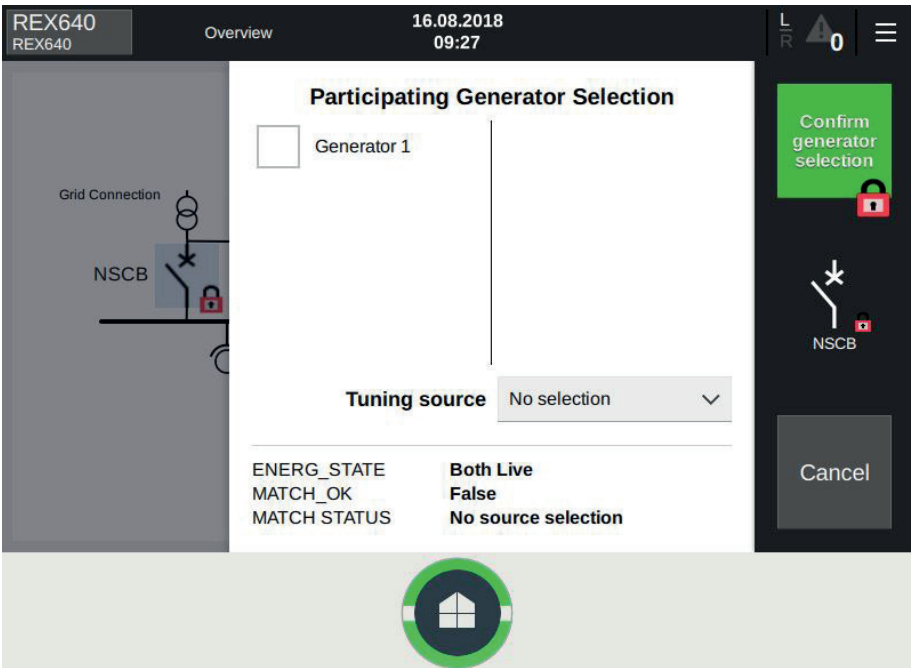 REX640
REX640
Overview
16.08.2018
09:27
L
R
0
Participating Generator Selection
Generator 1
Confirm
generator
selection
Grid Connection
NSCB
NSCB
Tuning source No selection
ENERG_STATE Both Live
MATCH_OK False
MATCH STATUS No source selection
Cancel